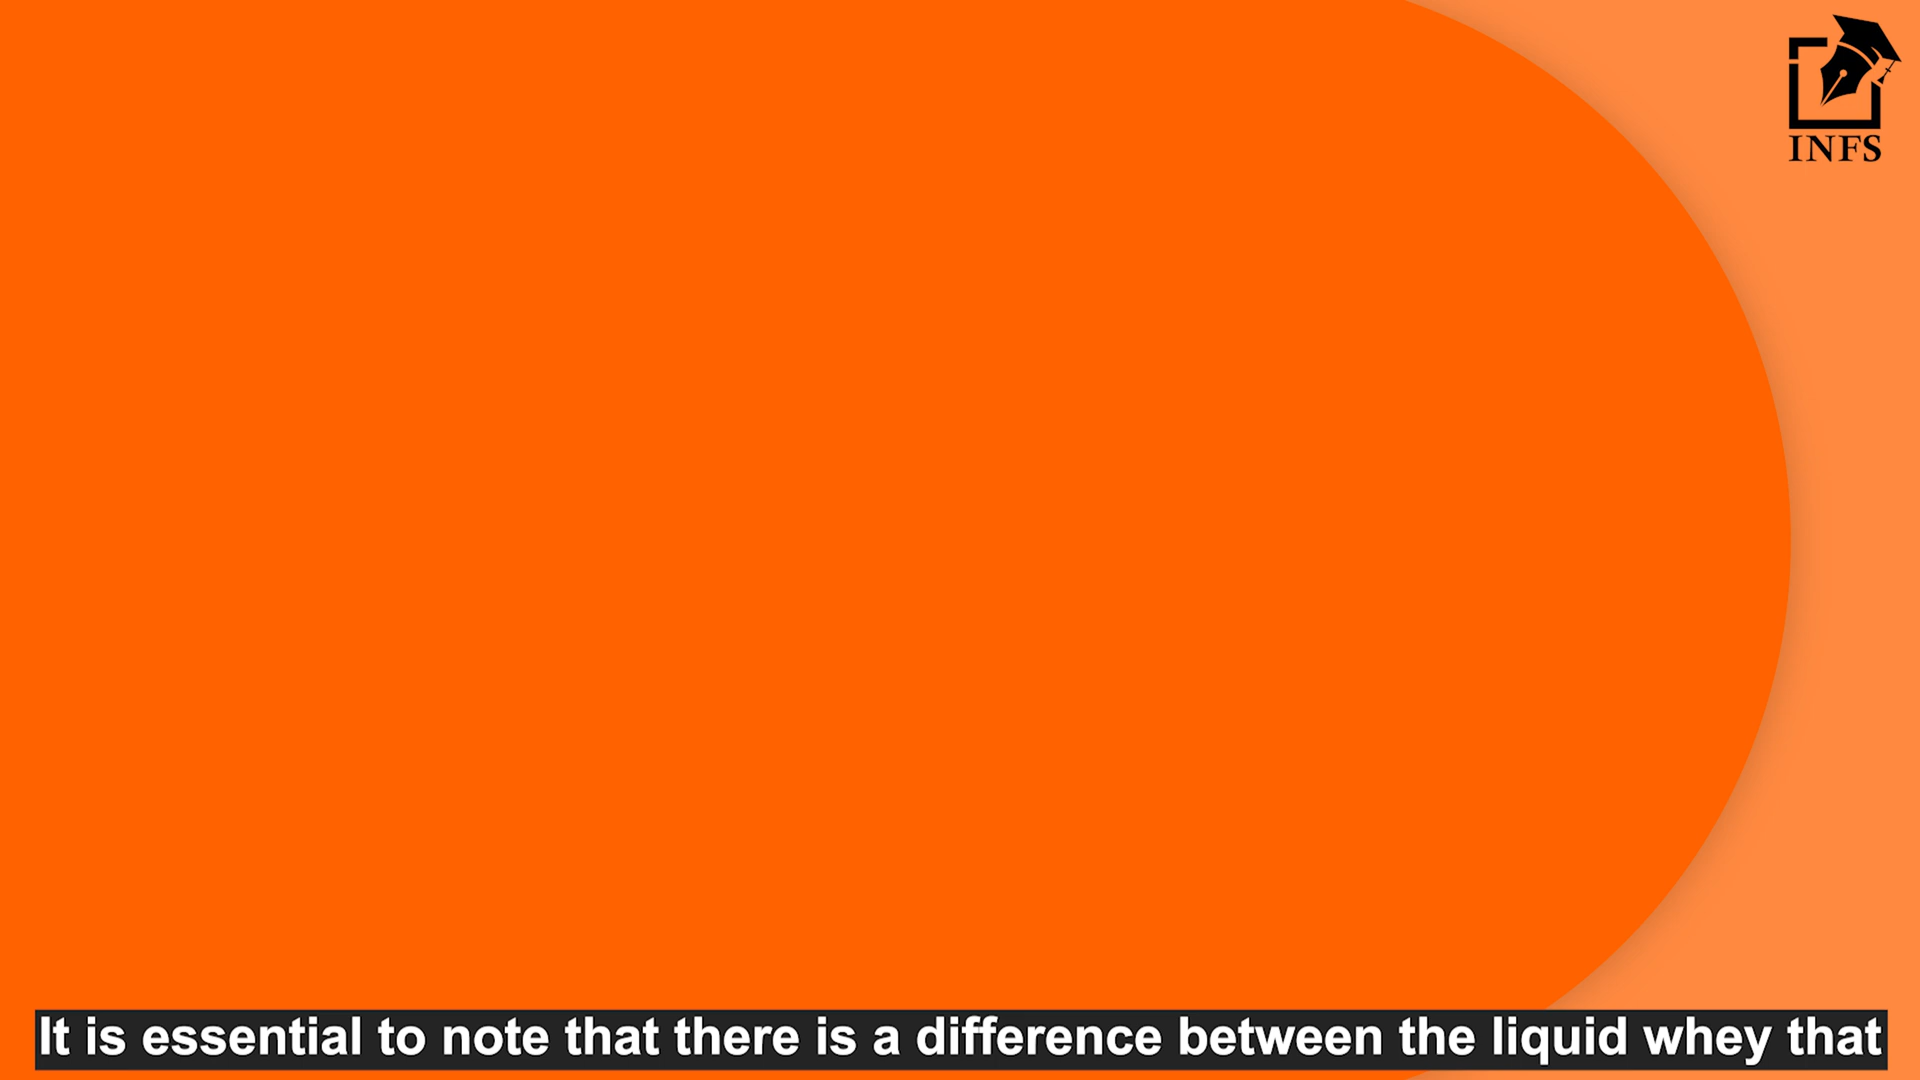 INFS
It is essential to note that there is a difference between the liquid whey that